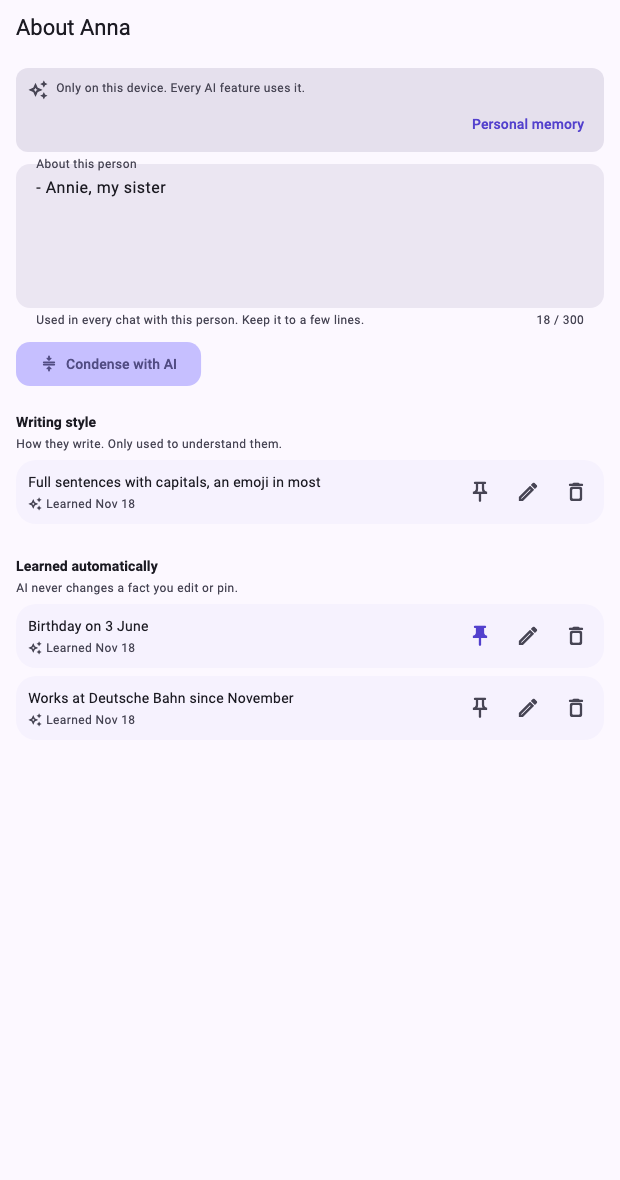 About Anna
Only on this device. Every AI feature uses it.
Personal memory
About this person
- Annie, my sister
Used in every chat with this person. Keep it to a few lines.
18 / 300
Condense with AI
Writing style
How they write. Only used to understand them.
Full sentences with capitals, an emoji in most
Learned Nov 18
Learned automatically
AI never changes a fact you edit or pin.
Birthday on 3 June
Learned Nov 18
Works at Deutsche Bahn since November
Learned Nov 18